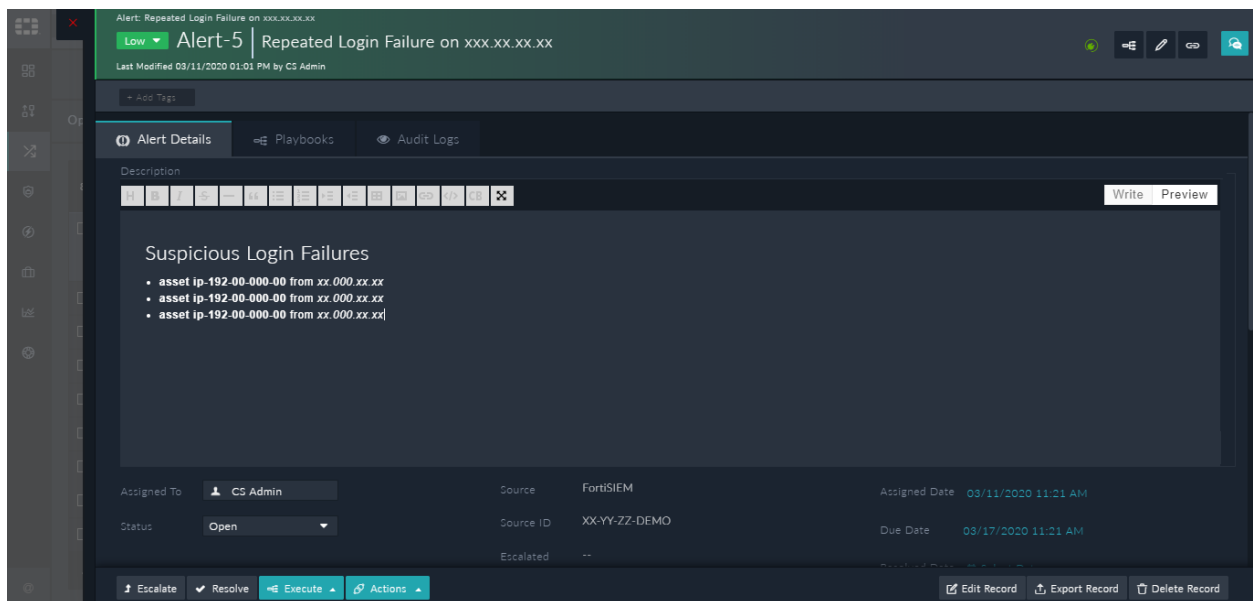 Alert: Repeated Login Failure on xxx.xx.xx.xx
Low Alert-5 | Repeated Login Failure on xxx.xx.xx.xx
Last Modified 03/11/2020 01:01 PM by CS Admin
+ Add Tags
Op
Alert Details Playbooks Audit Logs
Description
H B I S — “ CB Write Preview
Suspicious Login Failures
• asset ip-192-00-000-00 from xx.000.xx.xx
• asset ip-192-00-000-00 from xx.000.xx.xx
• asset ip-192-00-000-00 from xx.000.xx.xx
Assigned To CS Admin Source FortiSIEM Assigned Date 03/11/2020 11:21 AM
Status Open Source ID XX-YY-ZZ-DEMO Due Date 03/17/2020 11:21 AM
Escalated --
Escalate Resolve Execute Actions Edit Record Export Record Delete Record